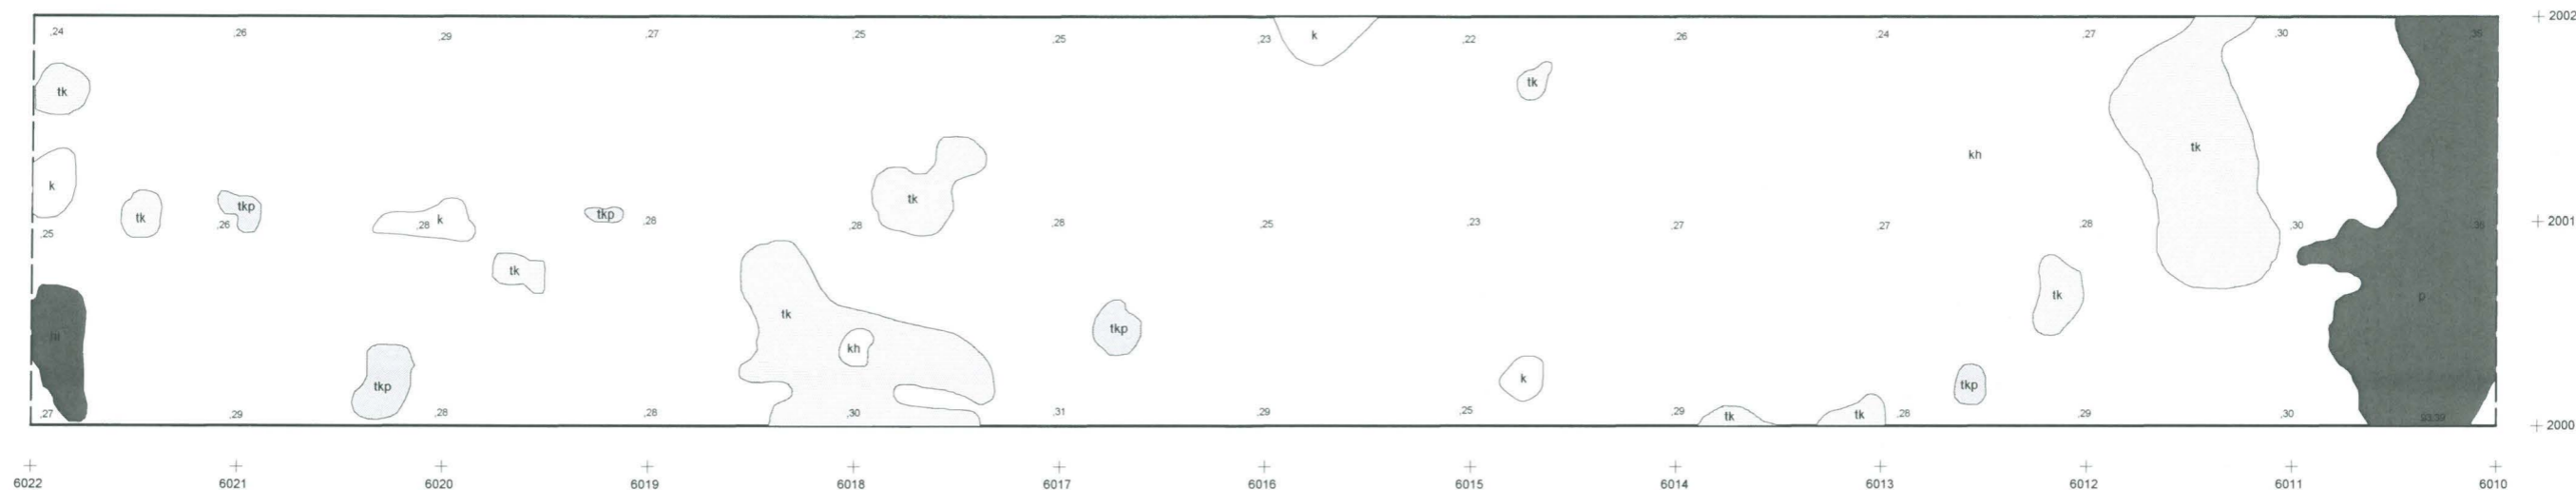 ,24 ,26 ,29 ,27 ,25 ,25 ,23 k ,22 ,26 ,24 ,27 ,30 ,35 2002
tk tk
kh tk
k tk tkp k tkp tk
,25 ,26 ,28 ,28 ,28 ,28 ,25 ,23 ,27 ,27 ,28 ,30 2001
tk
tk tkp kh tk p
tkp k tkp
,27 ,29 ,28 ,28 ,30 ,31 ,29 ,25 ,29 tk tk ,28 ,29 ,30 2000
6022 6021 6020 6019 6018 6017 6016 6015 6014 6013 6012 6011 6010